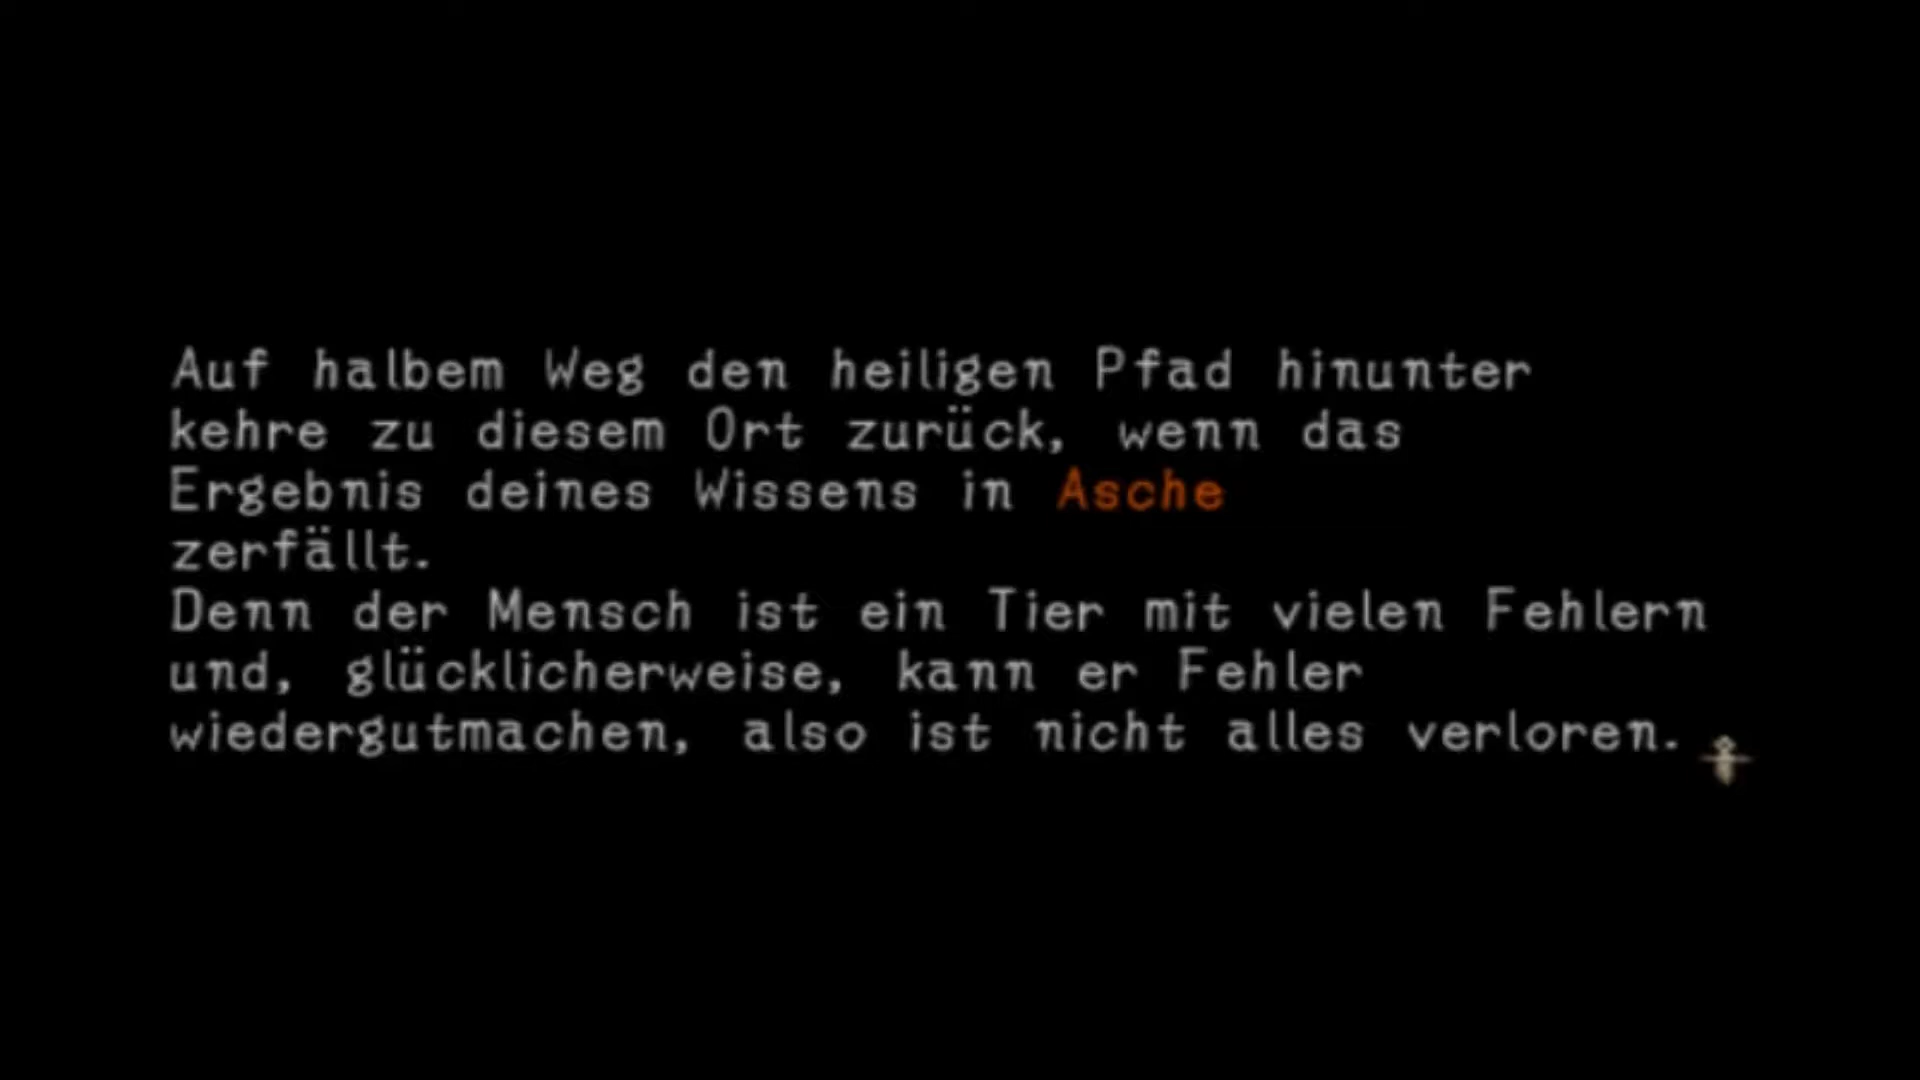 Auf halbem Weg den heiligen Pfad hinunter
kehre zu diesem Ort zurück, wenn das
Ergebnis deines Wissens in Asche
zerfällt.
Denn der Mensch ist ein Tier mit vielen Fehlern
und, glücklicherweise, kann er Fehler
wiedergutmachen, also ist nicht alles verloren.